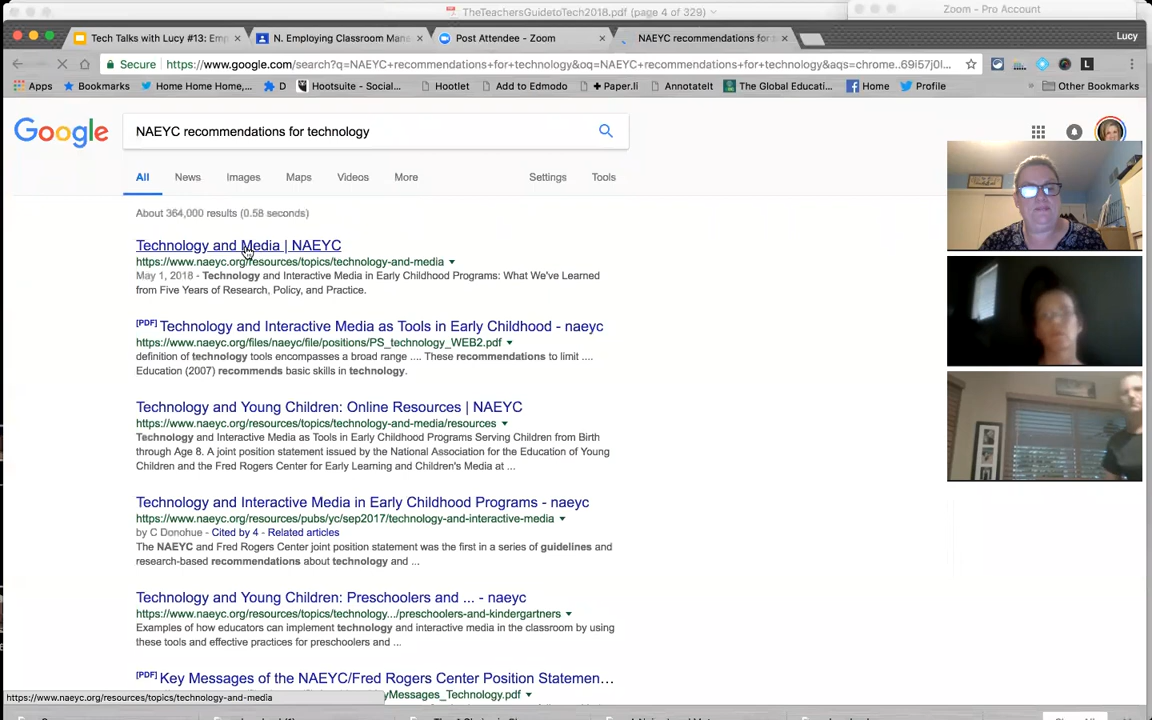 TheTeachersGuidetoTech2018.pdf (page 4 of 329)
Zoom - Pro Account
Tech Talks with Lucy #13: Em
N. Employing Classroom Man
Post Attendee - Zoom
NAEYC recommendations for
Lucy
Secure
https://www.google.com/search?q=NAEYC+recommendations+for+technology&oq=NAEYC+recommendations+for+technology&aqs=chrome..69i57j0l...
Apps
Bookmarks
Home Home Home,...
D
Hootsuite - Social...
Hootlet
Add to Edmodo
+ Paper.li
AnnotateIt
The Global Educati...
Home
Profile
»
Other Bookmarks
Google
NAEYC recommendations for technology
All
News
Images
Maps
Videos
More
Settings
Tools
About 364,000 results (0.58 seconds)
Technology and Media | NAEYC
https://www.naeyc.org/resources/topics/technology-and-media
May 1, 2018 - Technology and Interactive Media in Early Childhood Programs: What We've Learned
from Five Years of Research, Policy, and Practice.
[PDF] Technology and Interactive Media as Tools in Early Childhood - naeyc
https://www.naeyc.org/files/naeyc/file/positions/PS_technology_WEB2.pdf
definition of technology tools encompasses a broad range .... These recommendations to limit ....
Education (2007) recommends basic skills in technology.
Technology and Young Children: Online Resources | NAEYC
https://www.naeyc.org/resources/topics/technology-and-media/resources
Technology and Interactive Media as Tools in Early Childhood Programs Serving Children from Birth
through Age 8. A joint position statement issued by the National Association for the Education of Young
Children and the Fred Rogers Center for Early Learning and Children's Media at ...
Technology and Interactive Media in Early Childhood Programs - naeyc
https://www.naeyc.org/resources/pubs/yc/sep2017/technology-and-interactive-media
by C Donohue - Cited by 4 - Related articles
The NAEYC and Fred Rogers Center joint position statement was the first in a series of guidelines and
research-based recommendations about technology and ...
Technology and Young Children: Preschoolers and ... - naeyc
https://www.naeyc.org/resources/topics/technology.../preschoolers-and-kindergartners
Examples of how educators can implement technology and interactive media in the classroom by using
these tools and effective practices for preschoolers and ...
[PDF] Key Messages of the NAEYC/Fred Rogers Center Position Statemen...
yMessages_Technology.pdf
https://www.naeyc.org/resources/topics/technology-and-media